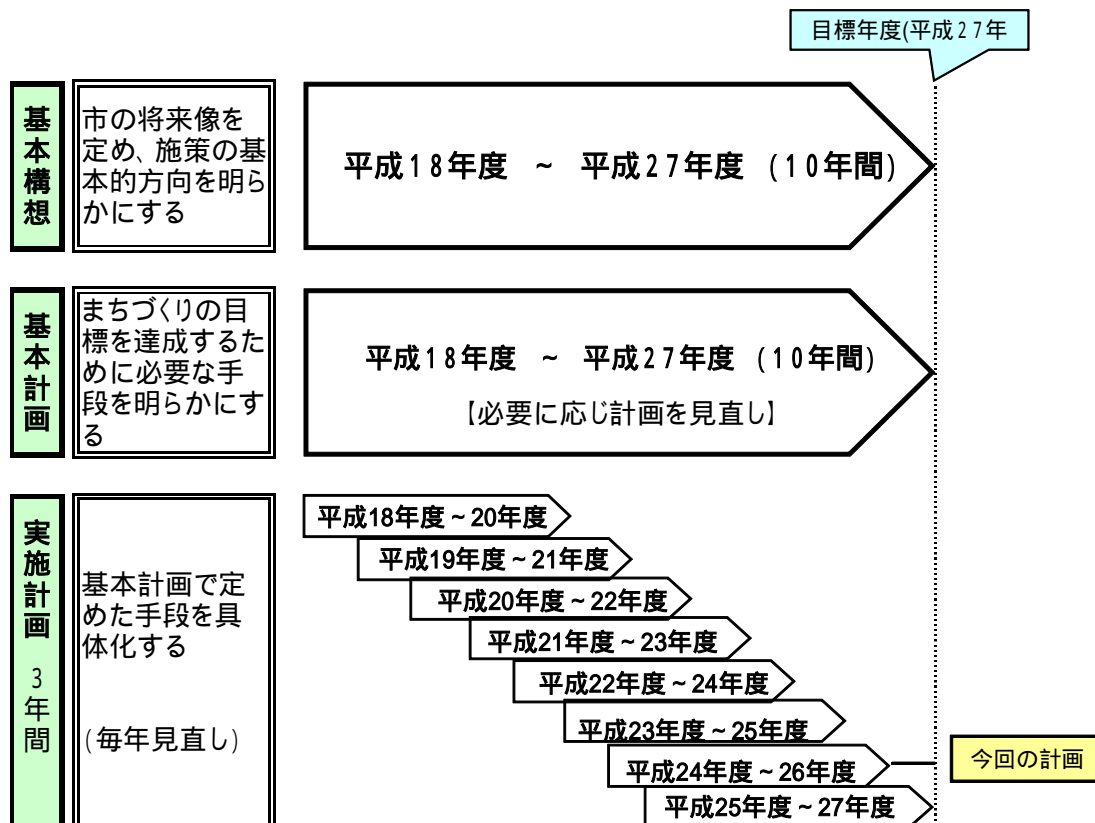 目標年度(平成27年
基本構想
市の将来像を
定め、施策の基
本的方向を明ら
かにする
平成18年度 ~ 平成27年度 (10年間)
基本計画
まちづくりの目
標を達成するた
めに必要な手
段を明らかにす
る
平成18年度 ~ 平成27年度 (10年間)
【必要に応じ計画を見直し】
実施計画
3年間
基本計画で定
めた手段を具
体化する
(毎年見直し)
平成18年度~20年度
平成19年度~21年度
平成20年度~22年度
平成21年度~23年度
平成22年度~24年度
平成23年度~25年度
平成24年度~26年度
今回の計画
平成25年度~27年度